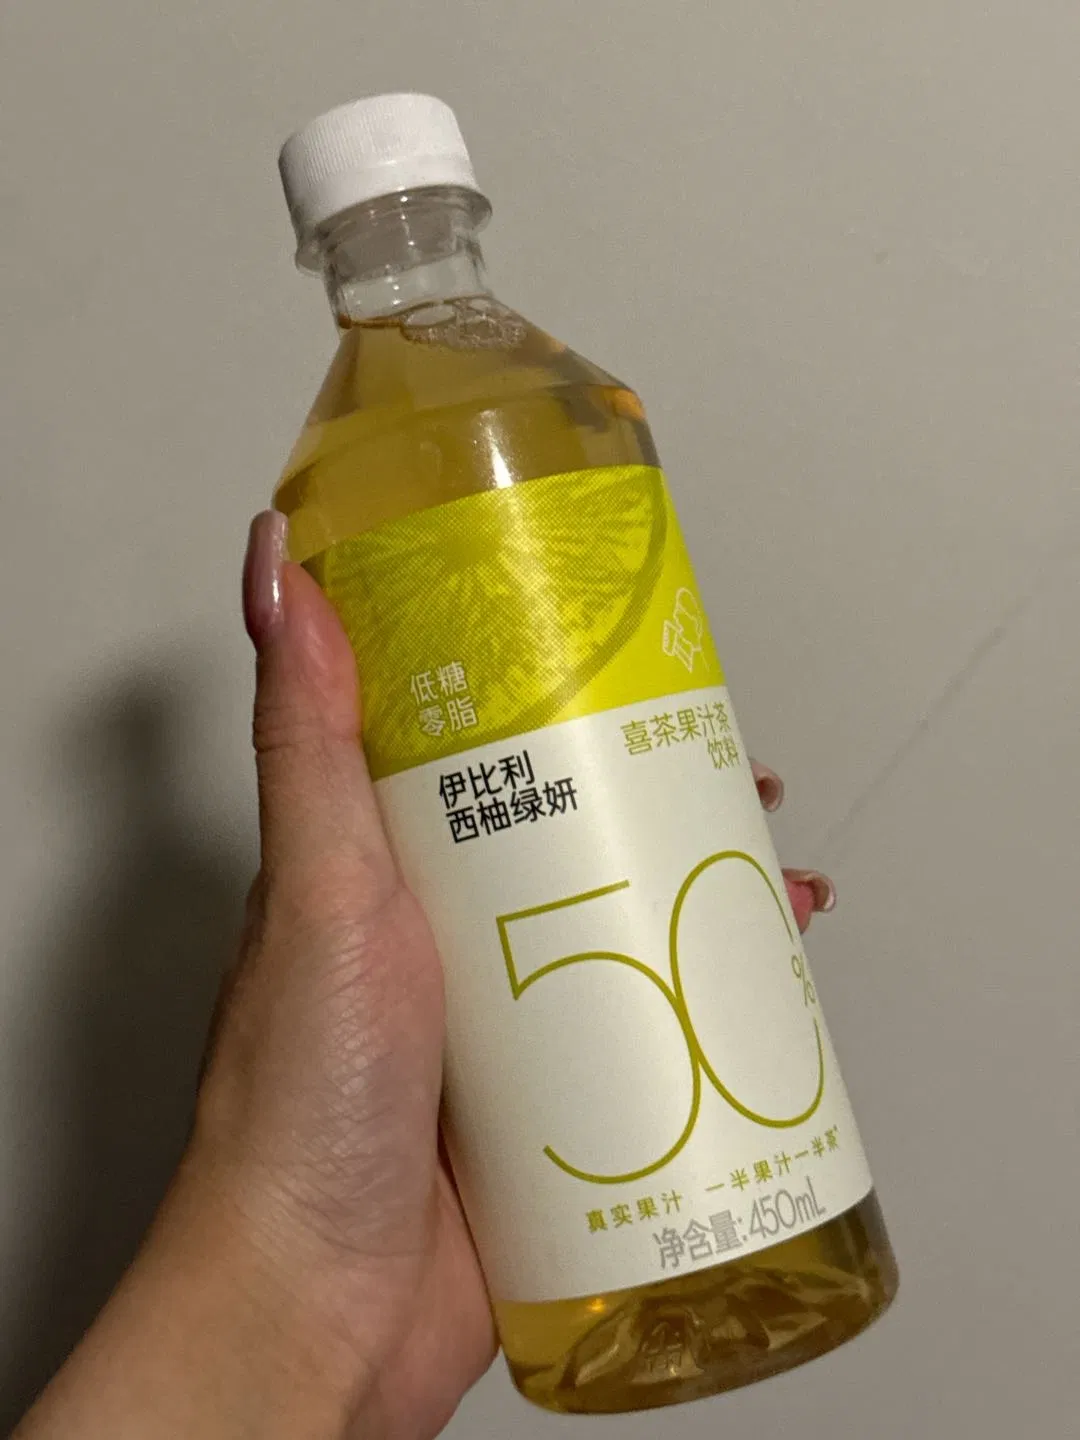 低糖
零脂
喜茶果汁茶
饮料
伊比利
西柚绿妍
50%
真实果汁 一半果汁一半茶*
净含量:450mL